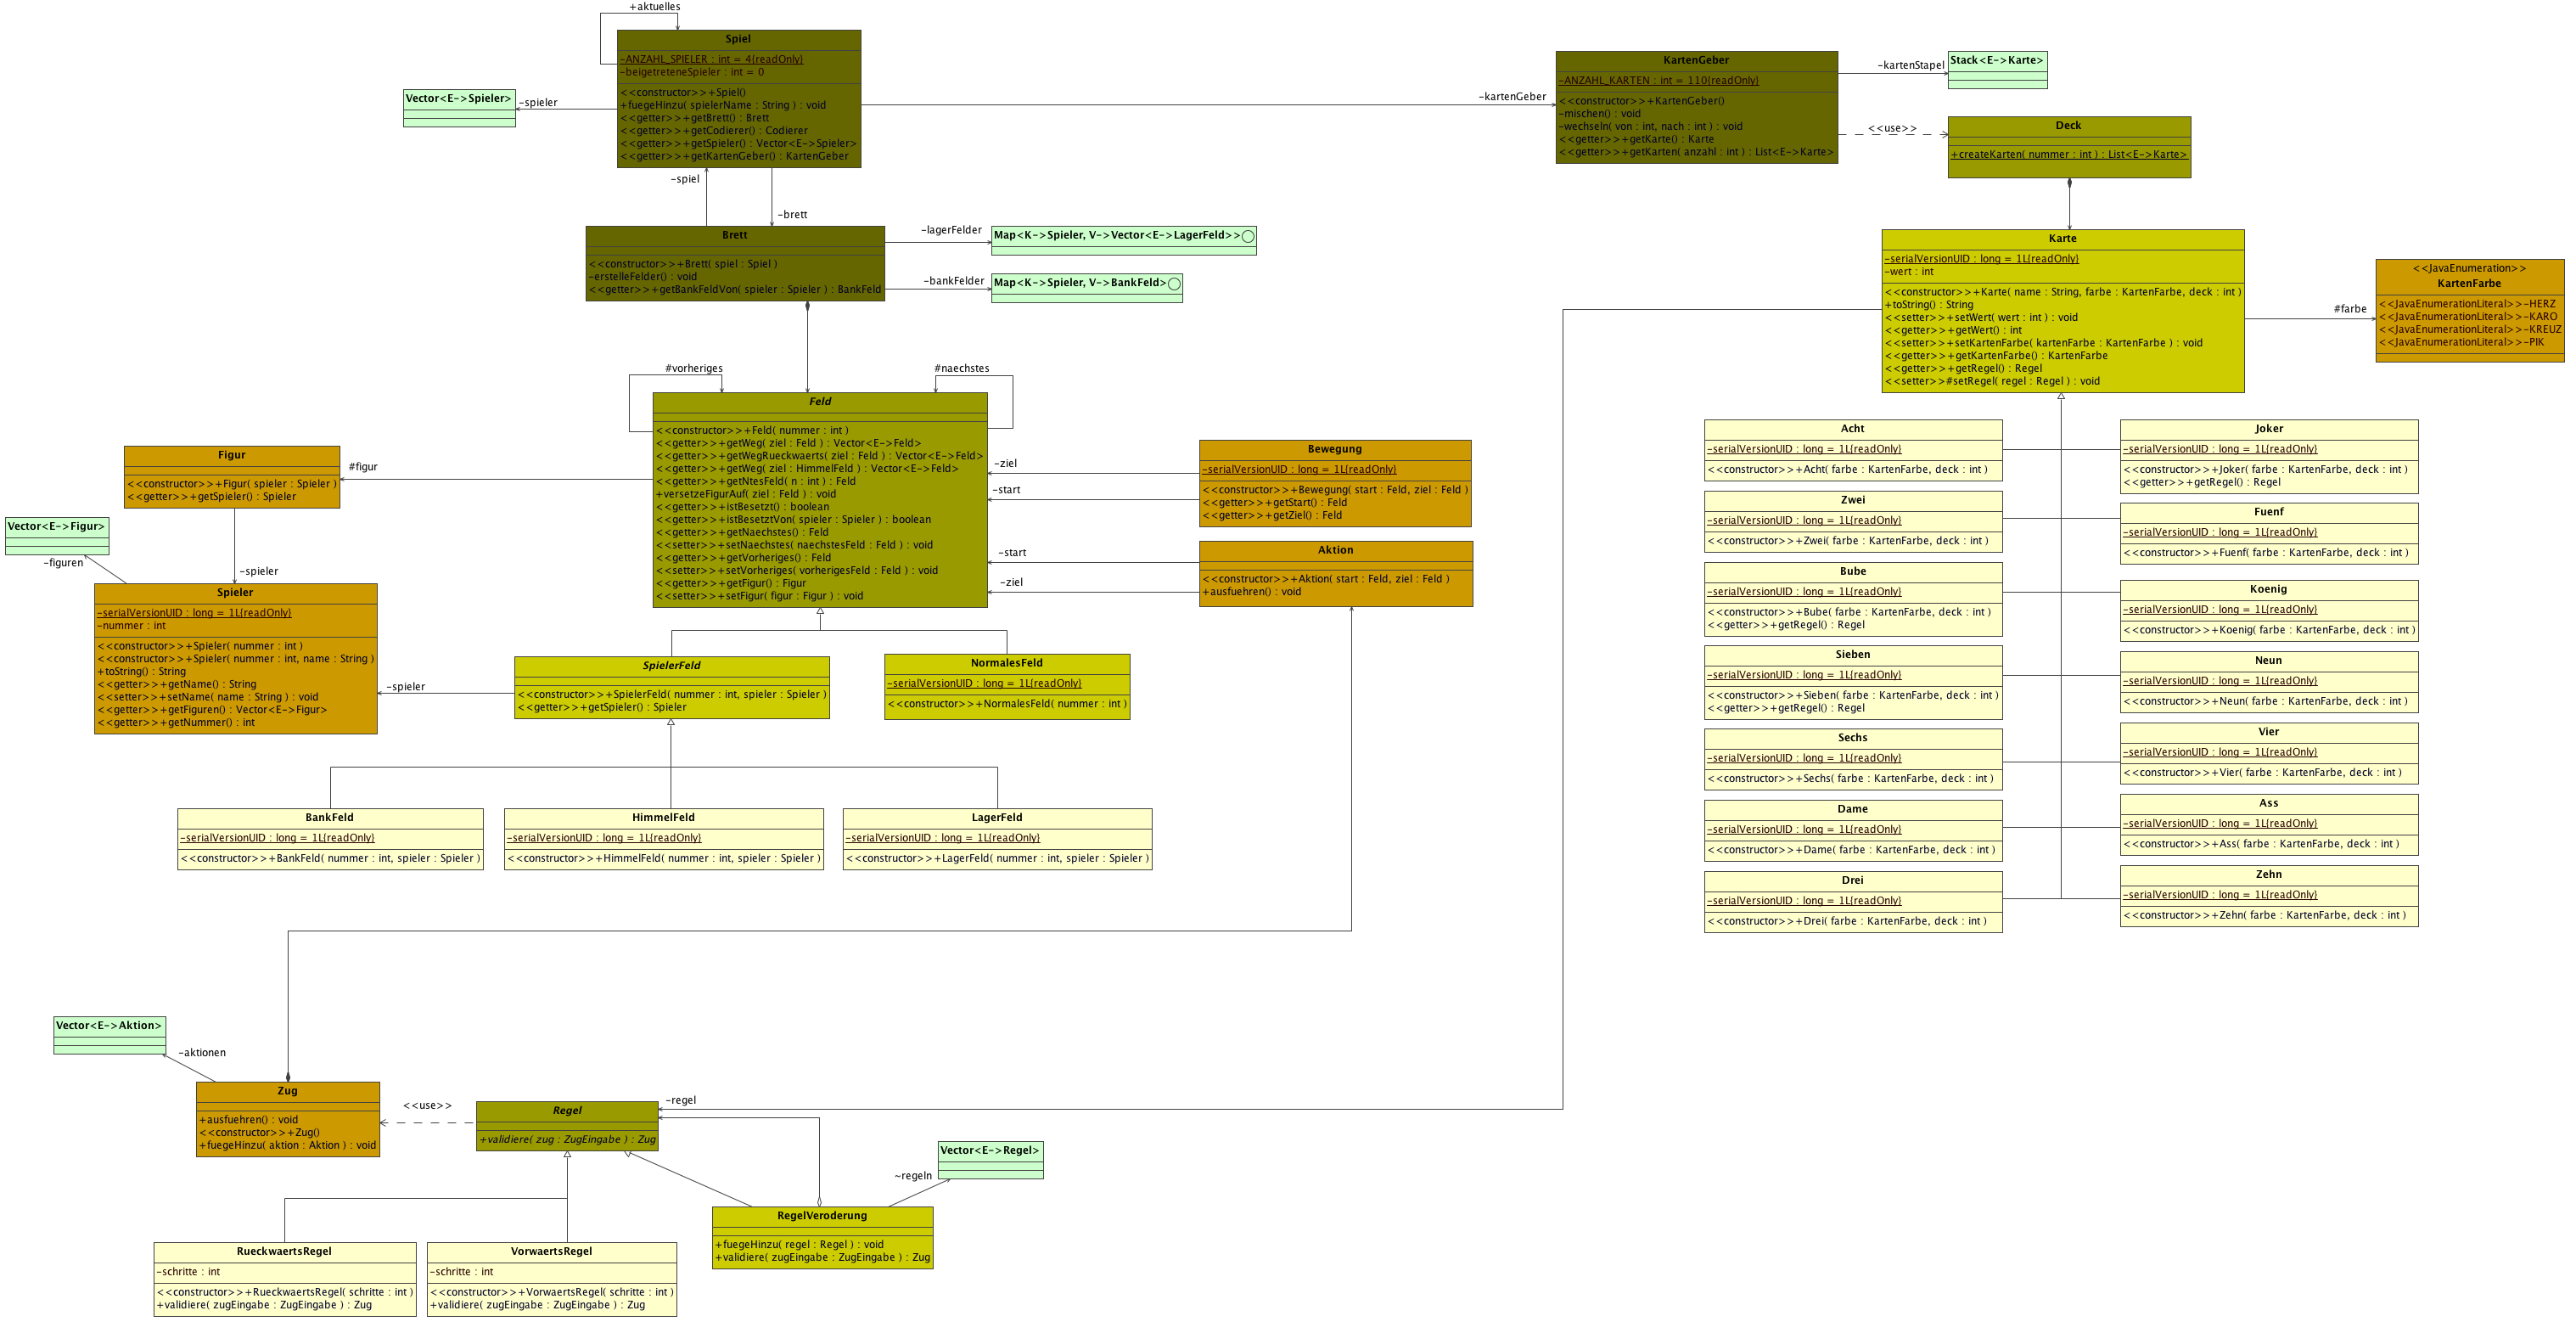 +aktuelles
Spiel
-ANZAHL_SPIELER : int = 4{readOnly}
-beigetreteneSpieler : int = 0
<<constructor>>+Spiel()
+fuegeHinzu( spielerName : String ) : void
<<getter>>+getBrett() : Brett
<<getter>>+getCodierer() : Codierer
<<getter>>+getSpieler() : Vector<E->Spieler>
<<getter>>+getKartenGeber() : KartenGeber
Vector<E->Spieler>
-spieler
-kartenGeber
KartenGeber
-ANZAHL_KARTEN : int = 110{readOnly}
<<constructor>>+KartenGeber()
-mischen() : void
-wechseln( von : int, nach : int ) : void
<<getter>>+getKarte() : Karte
<<getter>>+getKarten( anzahl : int ) : List<E->Karte>
-kartenStapel
Stack<E->Karte>
<<use>>
Deck
+createKarten( nummer : int ) : List<E->Karte>
-spiel
-brett
Brett
<<constructor>>+Brett( spiel : Spiel )
-erstelleFelder() : void
<<getter>>+getBankFeldVon( spieler : Spieler ) : BankFeld
-lagerFelder
Map<K->Spieler, V->Vector<E->LagerFeld>>
-bankFelder
Map<K->Spieler, V->BankFeld>
Karte
-serialVersionUID : long = 1L{readOnly}
-wert : int
<<constructor>>+Karte( name : String, farbe : KartenFarbe, deck : int )
+toString() : String
<<setter>>+setWert( wert : int ) : void
<<getter>>+getWert() : int
<<setter>>+setKartenFarbe( kartenFarbe : KartenFarbe ) : void
<<getter>>+getKartenFarbe() : KartenFarbe
<<getter>>+getRegel() : Regel
<<setter>>#setRegel( regel : Regel ) : void
#farbe
<<JavaEnumeration>>
KartenFarbe
<<JavaEnumerationLiteral>>-HERZ
<<JavaEnumerationLiteral>>-KARO
<<JavaEnumerationLiteral>>-KREUZ
<<JavaEnumerationLiteral>>-PIK
#vorheriges
#naechstes
Feld
<<constructor>>+Feld( nummer : int )
<<getter>>+getWeg( ziel : Feld ) : Vector<E->Feld>
<<getter>>+getWegRueckwaerts( ziel : Feld ) : Vector<E->Feld>
<<getter>>+getWeg( ziel : HimmelFeld ) : Vector<E->Feld>
<<getter>>+getNtesFeld( n : int ) : Feld
+versetzeFigurAuf( ziel : Feld ) : void
<<getter>>+istBesetzt() : boolean
<<getter>>+istBesetztVon( spieler : Spieler ) : boolean
<<getter>>+getNaechstes() : Feld
<<setter>>+setNaechstes( naechstesFeld : Feld ) : void
<<getter>>+getVorheriges() : Feld
<<setter>>+setVorheriges( vorherigesFeld : Feld ) : void
<<getter>>+getFigur() : Figur
<<setter>>+setFigur( figur : Figur ) : void
Figur
<<constructor>>+Figur( spieler : Spieler )
<<getter>>+getSpieler() : Spieler
#figur
Vector<E->Figur>
-figuren
-spieler
Spieler
-serialVersionUID : long = 1L{readOnly}
-nummer : int
<<constructor>>+Spieler( nummer : int )
<<constructor>>+Spieler( nummer : int, name : String )
+toString() : String
<<getter>>+getName() : String
<<setter>>+setName( name : String ) : void
<<getter>>+getFiguren() : Vector<E->Figur>
<<getter>>+getNummer() : int
-ziel
-start
Bewegung
-serialVersionUID : long = 1L{readOnly}
<<constructor>>+Bewegung( start : Feld, ziel : Feld )
<<getter>>+getStart() : Feld
<<getter>>+getZiel() : Feld
-start
-ziel
Aktion
<<constructor>>+Aktion( start : Feld, ziel : Feld )
+ausfuehren() : void
-spieler
SpielerFeld
<<constructor>>+SpielerFeld( nummer : int, spieler : Spieler )
<<getter>>+getSpieler() : Spieler
NormalesFeld
-serialVersionUID : long = 1L{readOnly}
<<constructor>>+NormalesFeld( nummer : int )
BankFeld
-serialVersionUID : long = 1L{readOnly}
<<constructor>>+BankFeld( nummer : int, spieler : Spieler )
HimmelFeld
-serialVersionUID : long = 1L{readOnly}
<<constructor>>+HimmelFeld( nummer : int, spieler : Spieler )
LagerFeld
-serialVersionUID : long = 1L{readOnly}
<<constructor>>+LagerFeld( nummer : int, spieler : Spieler )
Acht
-serialVersionUID : long = 1L{readOnly}
<<constructor>>+Acht( farbe : KartenFarbe, deck : int )
Zwei
-serialVersionUID : long = 1L{readOnly}
<<constructor>>+Zwei( farbe : KartenFarbe, deck : int )
Bube
-serialVersionUID : long = 1L{readOnly}
<<constructor>>+Bube( farbe : KartenFarbe, deck : int )
<<getter>>+getRegel() : Regel
Sieben
-serialVersionUID : long = 1L{readOnly}
<<constructor>>+Sieben( farbe : KartenFarbe, deck : int )
<<getter>>+getRegel() : Regel
Sechs
-serialVersionUID : long = 1L{readOnly}
<<constructor>>+Sechs( farbe : KartenFarbe, deck : int )
Dame
-serialVersionUID : long = 1L{readOnly}
<<constructor>>+Dame( farbe : KartenFarbe, deck : int )
Drei
-serialVersionUID : long = 1L{readOnly}
<<constructor>>+Drei( farbe : KartenFarbe, deck : int )
Joker
-serialVersionUID : long = 1L{readOnly}
<<constructor>>+Joker( farbe : KartenFarbe, deck : int )
<<getter>>+getRegel() : Regel
Fuenf
-serialVersionUID : long = 1L{readOnly}
<<constructor>>+Fuenf( farbe : KartenFarbe, deck : int )
Koenig
-serialVersionUID : long = 1L{readOnly}
<<constructor>>+Koenig( farbe : KartenFarbe, deck : int )
Neun
-serialVersionUID : long = 1L{readOnly}
<<constructor>>+Neun( farbe : KartenFarbe, deck : int )
Vier
-serialVersionUID : long = 1L{readOnly}
<<constructor>>+Vier( farbe : KartenFarbe, deck : int )
Ass
-serialVersionUID : long = 1L{readOnly}
<<constructor>>+Ass( farbe : KartenFarbe, deck : int )
Zehn
-serialVersionUID : long = 1L{readOnly}
<<constructor>>+Zehn( farbe : KartenFarbe, deck : int )
Vector<E->Aktion>
-aktionen
Zug
+ausfuehren() : void
<<constructor>>+Zug()
+fuegeHinzu( aktion : Aktion ) : void
<<use>>
Regel
+validiere( zug : ZugEingabe ) : Zug
-regel
Vector<E->Regel>
~regeln
RegelVeroderung
+fuegeHinzu( regel : Regel ) : void
+validiere( zugEingabe : ZugEingabe ) : Zug
RueckwaertsRegel
-schritte : int
<<constructor>>+RueckwaertsRegel( schritte : int )
+validiere( zugEingabe : ZugEingabe ) : Zug
VorwaertsRegel
-schritte : int
<<constructor>>+VorwaertsRegel( schritte : int )
+validiere( zugEingabe : ZugEingabe ) : Zug